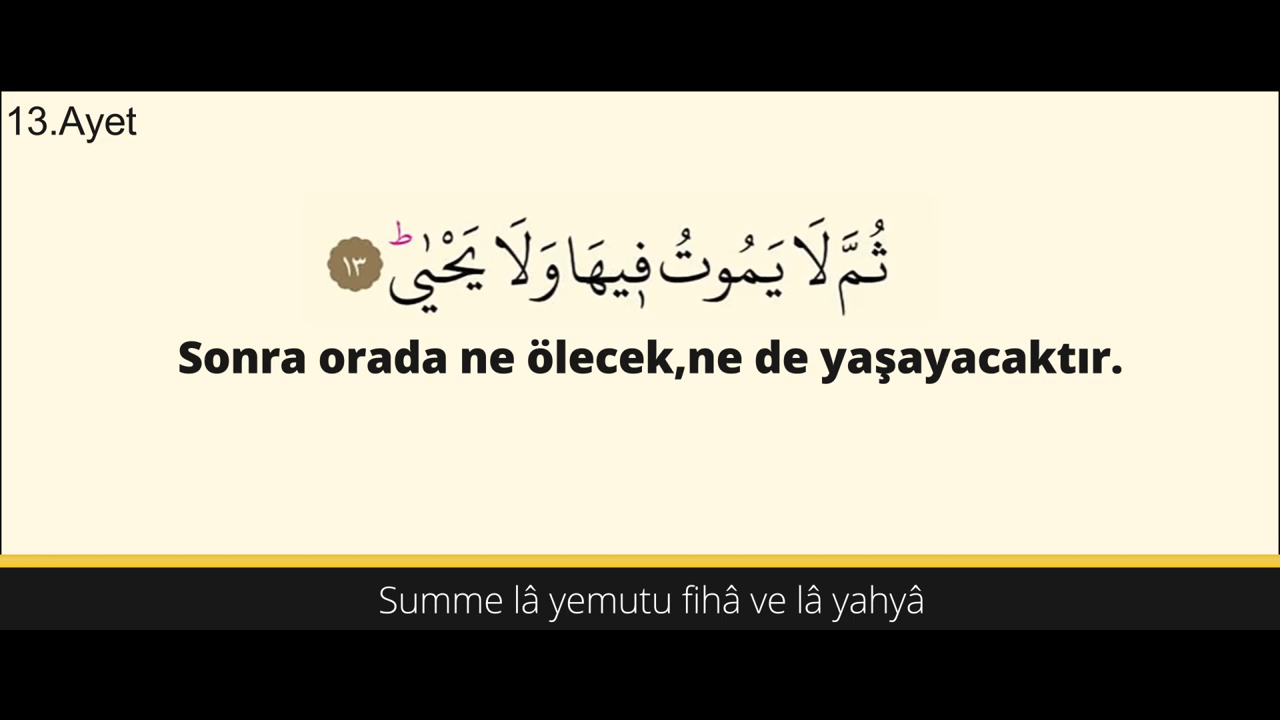 13.Ayet
ثُمَّ لَا يَمُوتُ فٖيهَا وَلَا يَحْيٰىؕ ﴿١٣﴾
Sonra orada ne ölecek,ne de yaşayacaktır.
Summe lâ yemutu fihâ ve lâ yahyâ